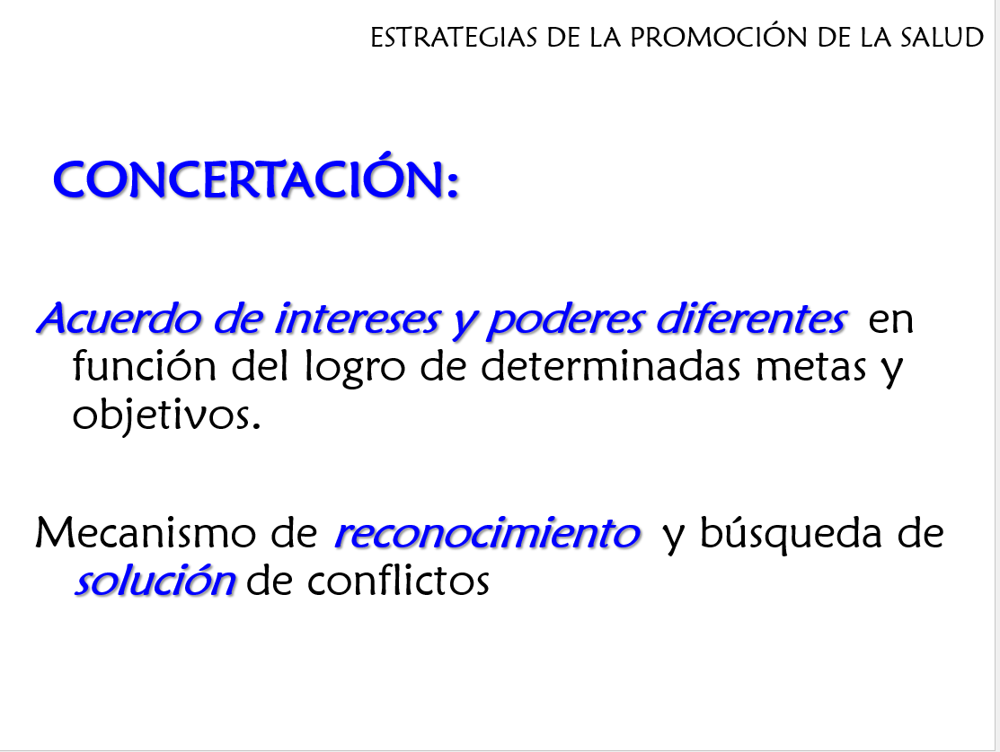 ESTRATEGIAS DE LA PROMOCIÓN DE LA SALUD
CONCERTACIÓN:
Acuerdo de intereses y poderes diferentes en
función del logro de determinadas metas y
objetivos.
Mecanismo de reconocimiento y búsqueda de
solución de conflictos